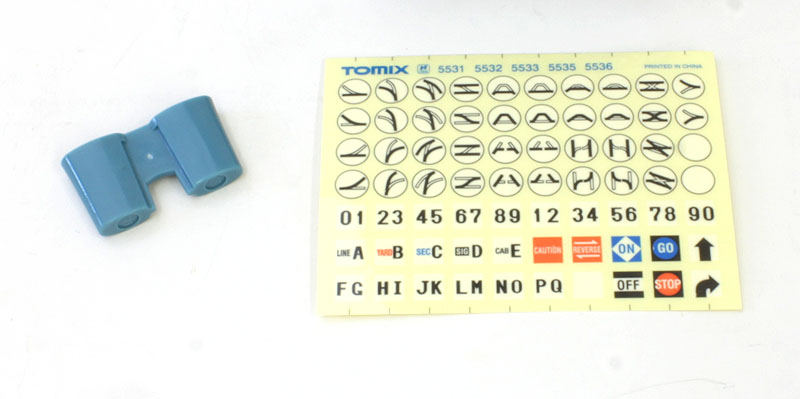 TOMIX 5531 5532 5533 5535 5536 PRINTED IN CHINA
01 23 45 67 89 12 34 56 78 90
LINE A YARD B SEC C SIG D CAB E CAUTION REVERSE ON GO
FG HI JK LM NO PQ OFF STOP